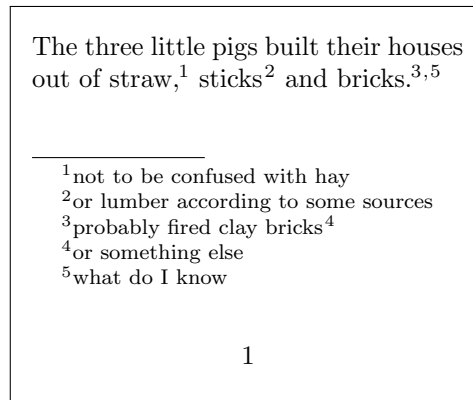 The three little pigs built their houses
out of straw,¹ sticks² and bricks.³,⁵
¹not to be confused with hay
²or lumber according to some sources
³probably fired clay bricks⁴
⁴or something else
⁵what do I know
1